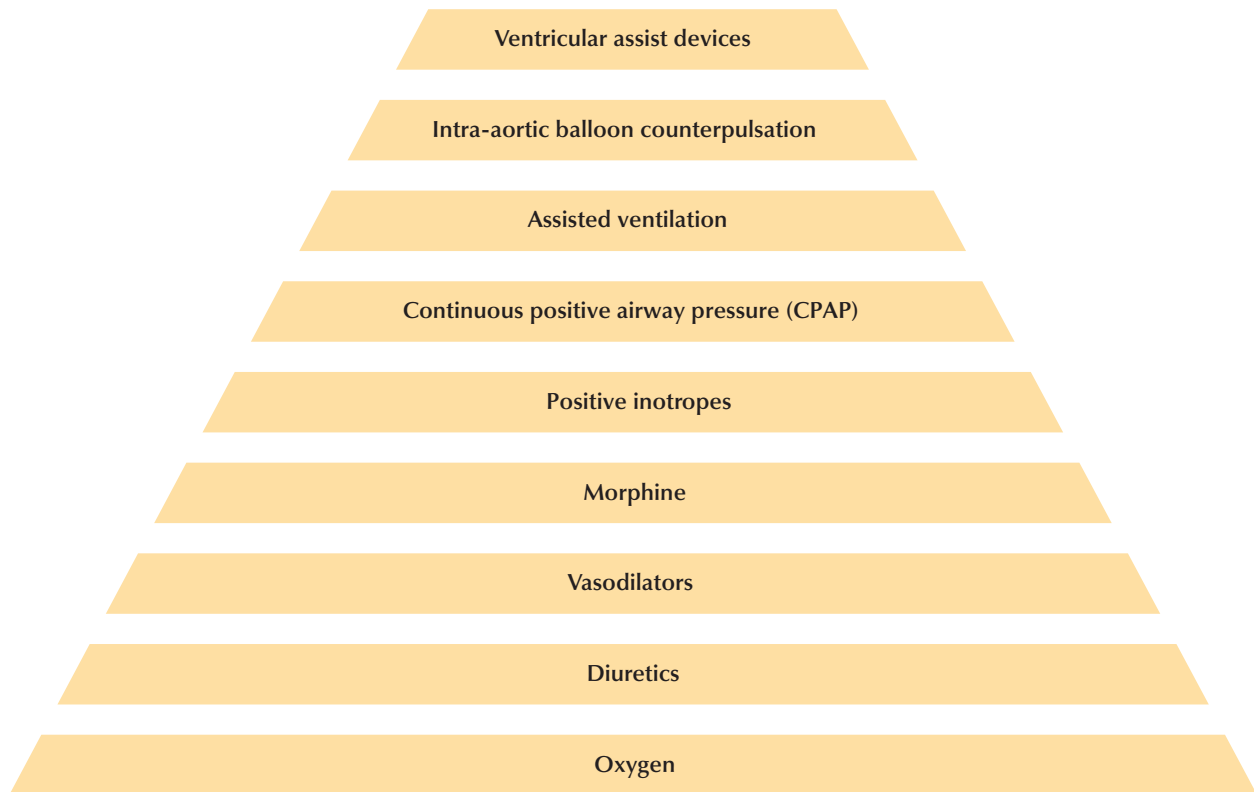 Ventricular assist devices
Intra-aortic balloon counterpulsation
Assisted ventilation
Continuous positive airway pressure (CPAP)
Positive inotropes
Morphine
Vasodilators
Diuretics
Oxygen